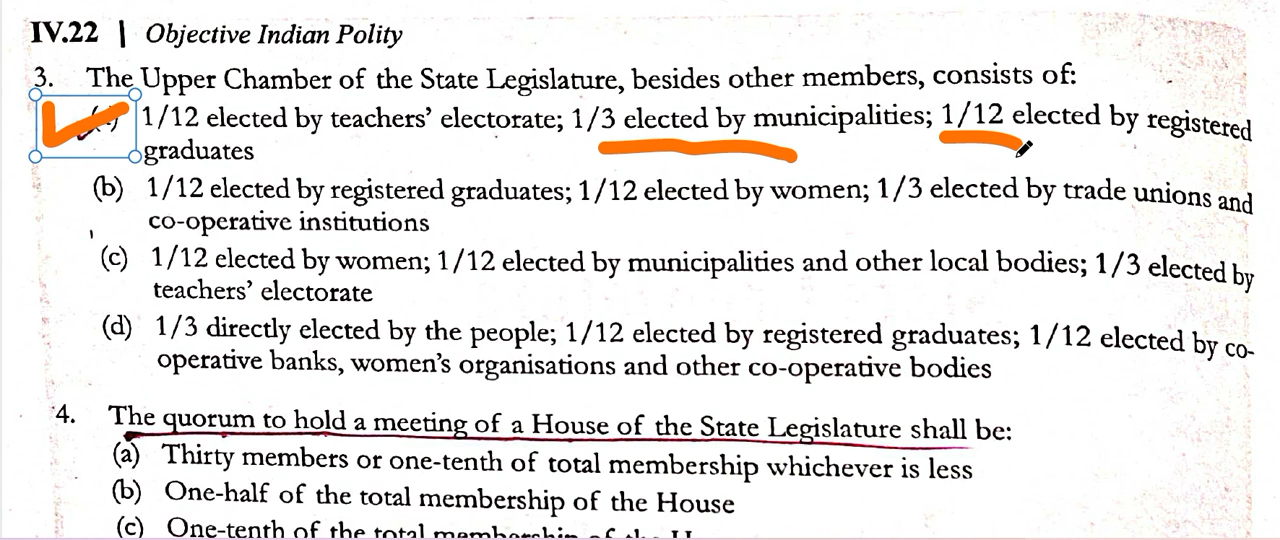 IV.22 | Objective Indian Polity
3. The Upper Chamber of the State Legislature, besides other members, consists of:
1/12 elected by teachers' electorate; 1/3 elected by municipalities; 1/12 elected by registered
graduates
(b) 1/12 elected by registered graduates; 1/12 elected by women; 1/3 elected by trade unions and
co-operative institutions
(c) 1/12 elected by women; 1/12 elected by municipalities and other local bodies; 1/3 elected by
teachers' electorate
(d) 1/3 directly elected by the people; 1/12 elected by registered graduates; 1/12 elected by co-
operative banks, women's organisations and other co-operative bodies
4. The quorum to hold a meeting of a House of the State Legislature shall be:
(a) Thirty members or one-tenth of total membership whichever is less
(b) One-half of the total membership of the House
(c) One-tenth of the total membership of the